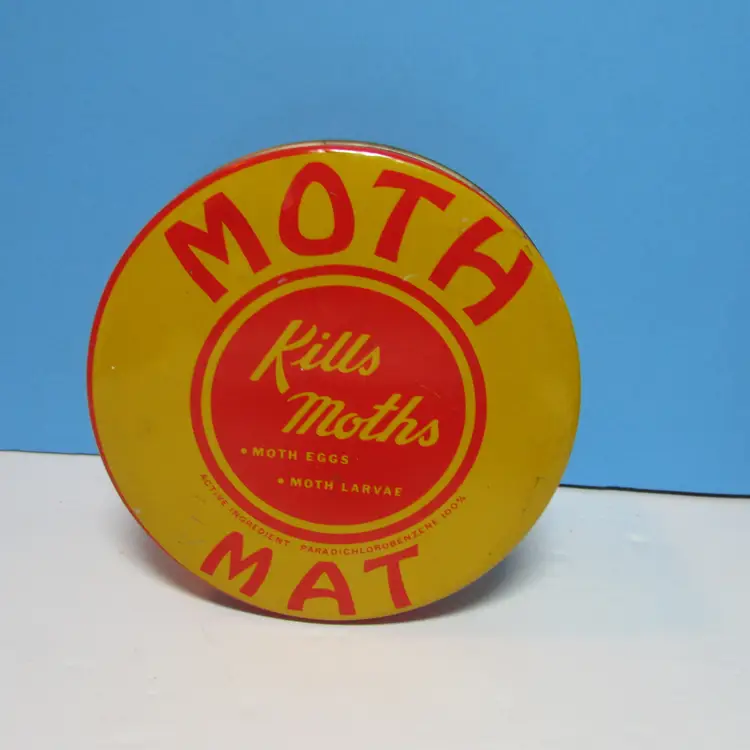 MOTH
Kills
Moths
• MOTH EGGS
• MOTH LARVAE
ACTIVE INGREDIENT PARADICHLOROBENZENE 100%
MAT